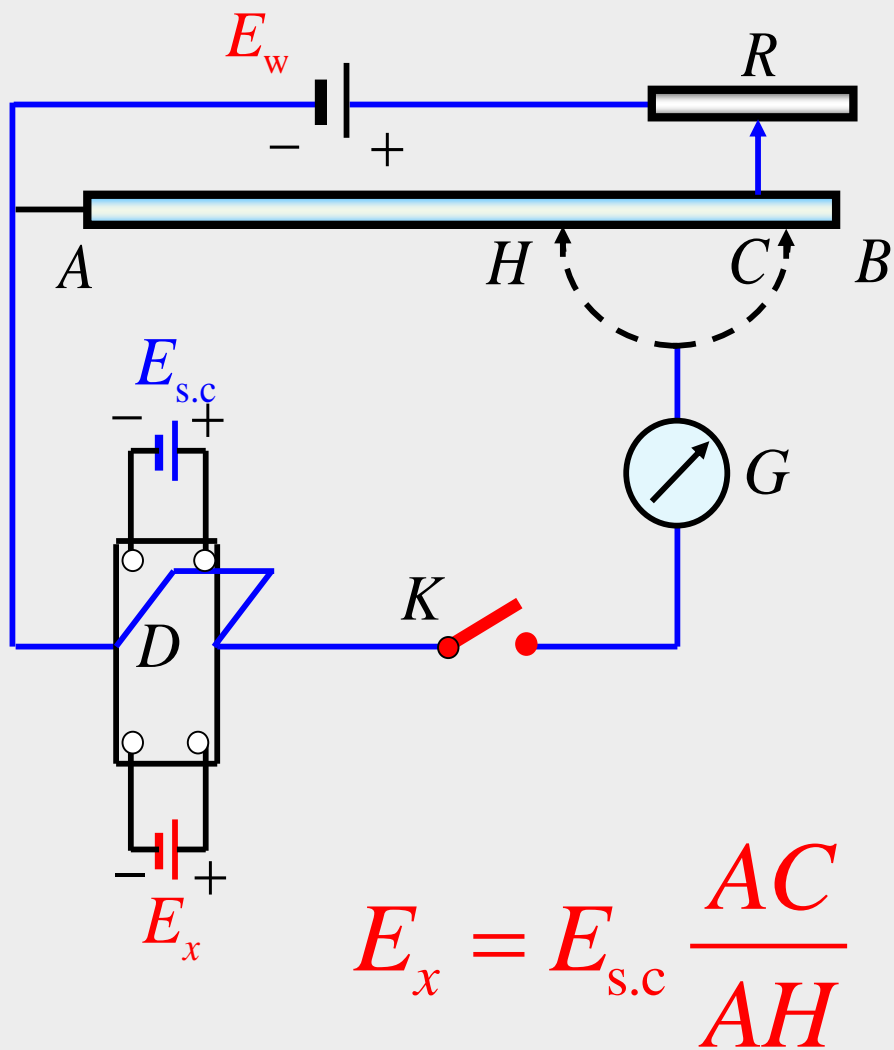 E_w
R
− +
A H C B
E_s.c
− +
G
K
D
− +
E_x
E_x = E_s.c AC/AH